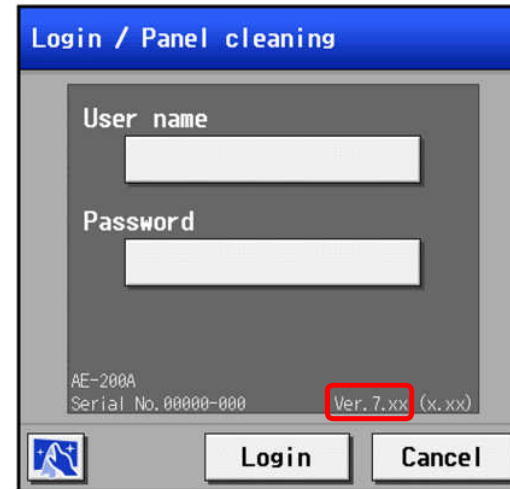 Login / Panel cleaning
User name
Password
AE-200A
Serial No.00000-000 Ver.7.xx (x.xx)
Login Cancel